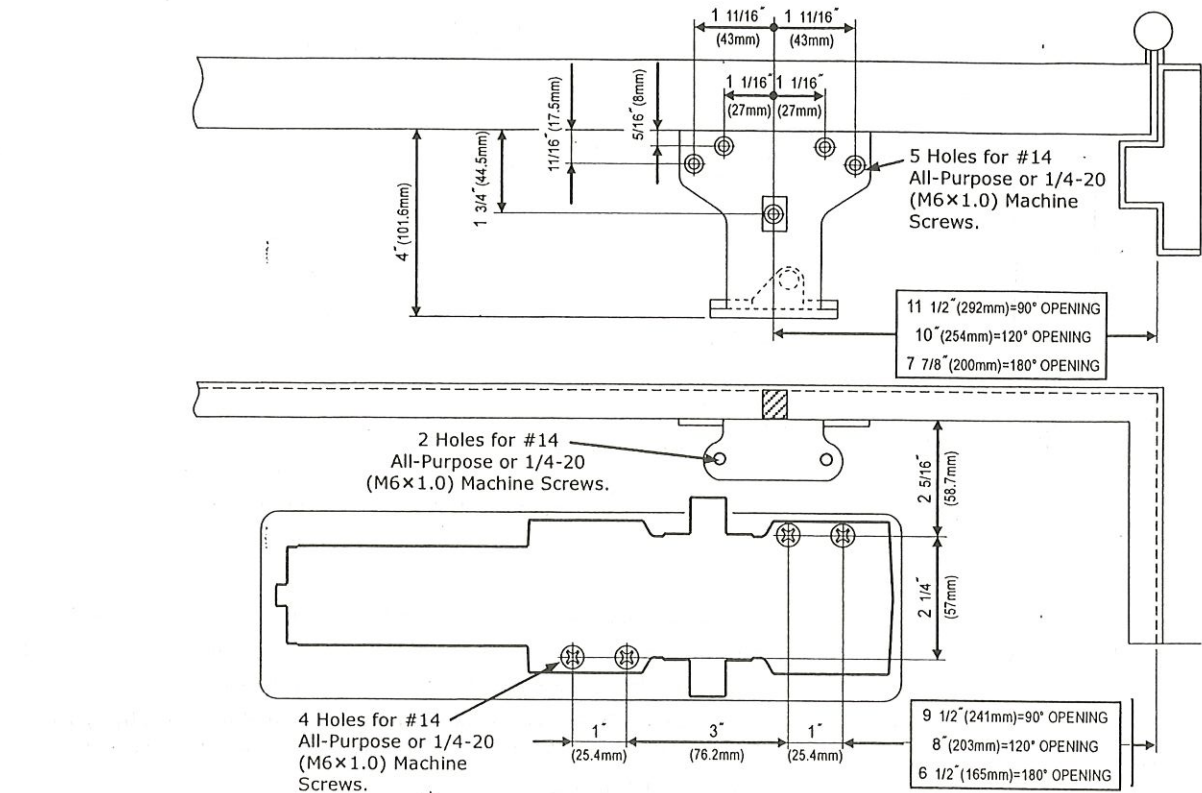 1 11/16″ 1 11/16″
(43mm) (43mm)
1 1/16″ 1 1/16″
(27mm) (27mm)
5/16″ (8mm)
11/16″ (17.5mm)
1 3/4″ (44.5mm)
4″ (101.6mm)
5 Holes for #14
All-Purpose or 1/4-20
(M6×1.0) Machine
Screws.
11 1/2″(292mm)=90° OPENING
10″(254mm)=120° OPENING
7 7/8″(200mm)=180° OPENING
2 Holes for #14
All-Purpose or 1/4-20
(M6×1.0) Machine Screws.
2 5/16″
(58.7mm)
2 1/4″
(57mm)
4 Holes for #14
All-Purpose or 1/4-20
(M6×1.0) Machine
Screws.
1″ 3″ 1″
(25.4mm) (76.2mm) (25.4mm)
9 1/2″(241mm)=90° OPENING
8″(203mm)=120° OPENING
6 1/2″(165mm)=180° OPENING